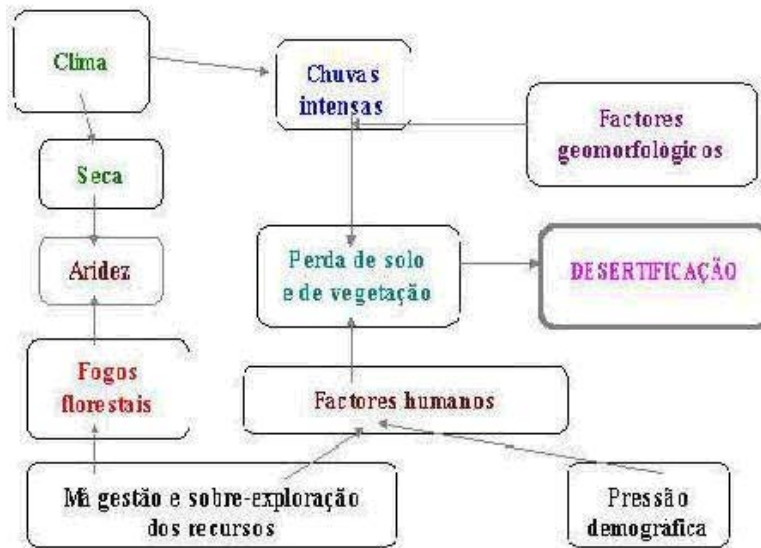 Clima
Chuvas
intensas
Factores
geomorfológicos
Seca
Aridez
Perda de solo
e de vegetação
DESERTIFICAÇÃO
Fogos
florestais
Factores humanos
Má gestão e sobre-exploração
dos recursos
Pressão
demográfica